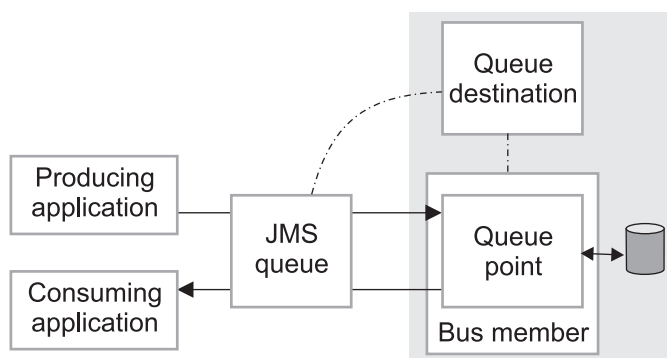 Queue
destination
Producing
application
JMS
queue
Queue
point
Consuming
application
Bus member